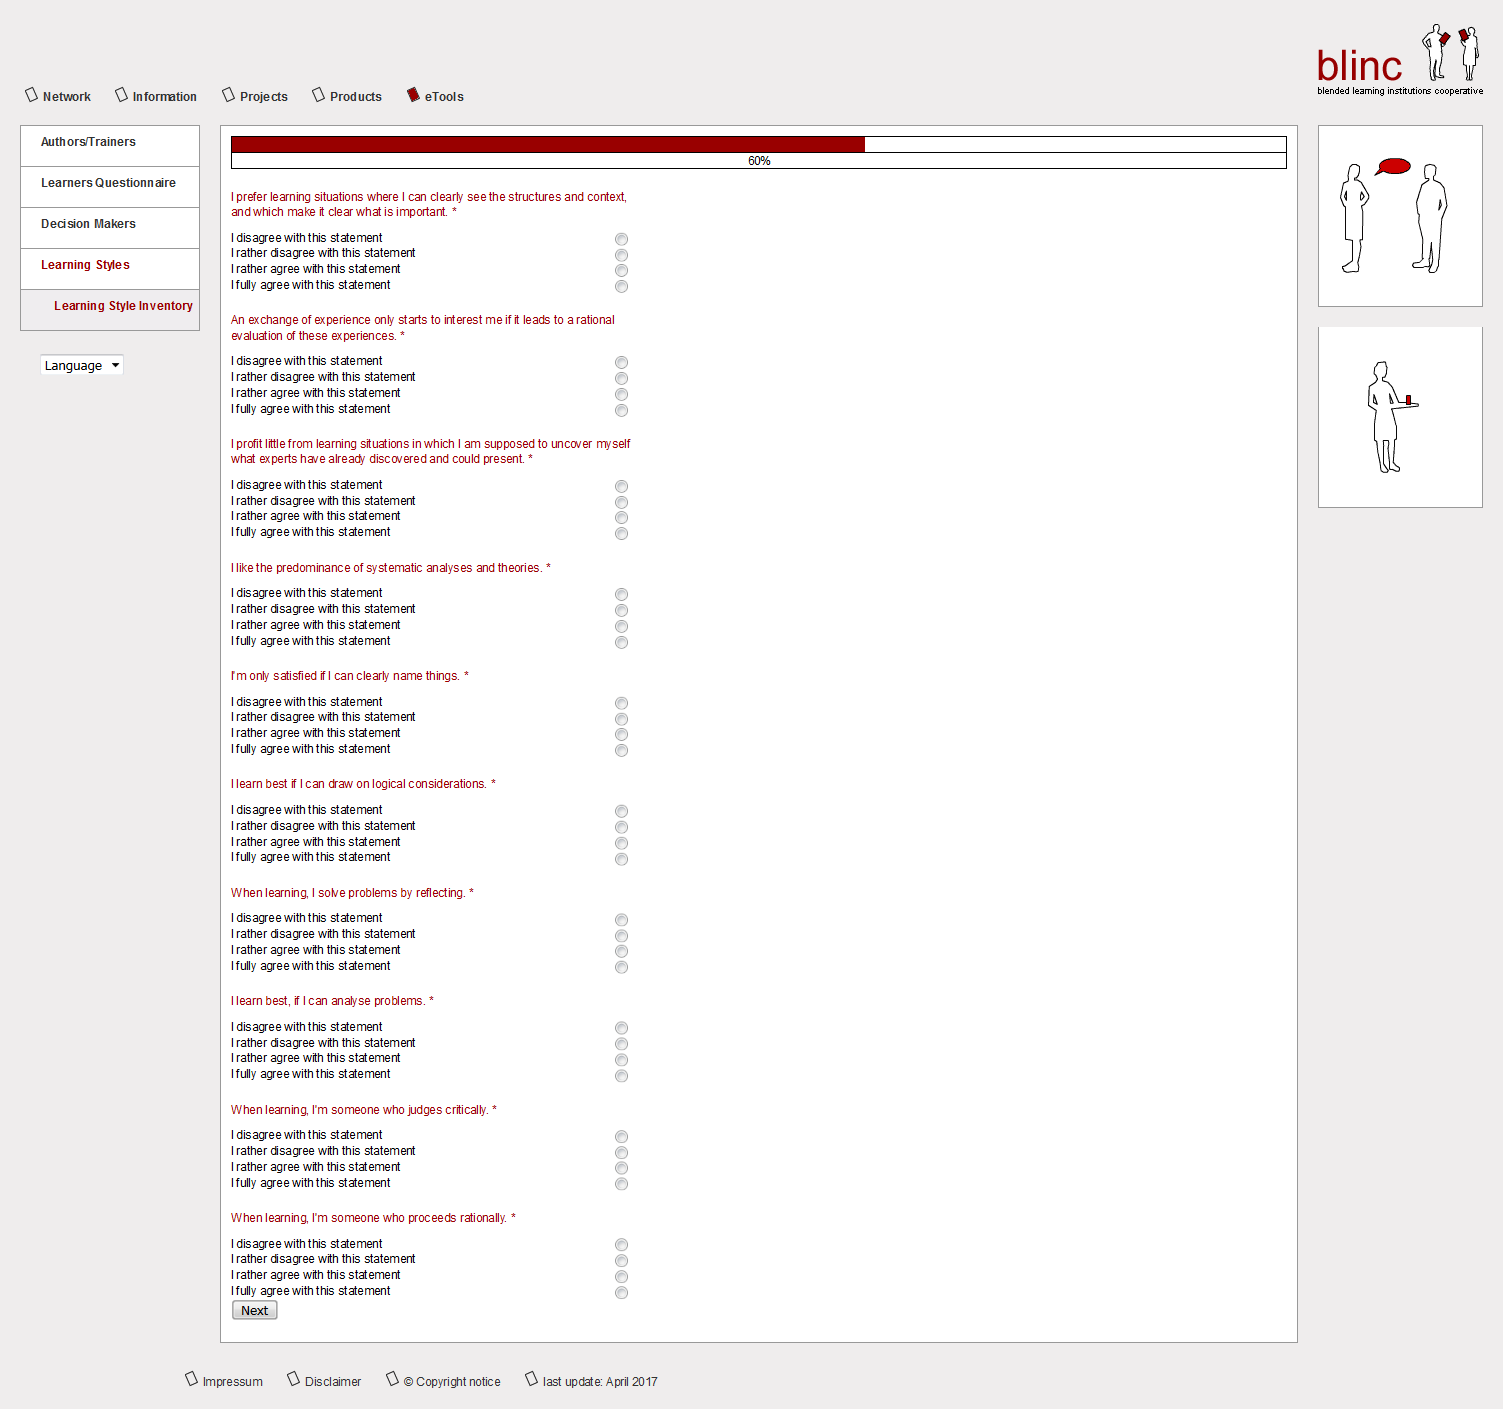 blinc
blended learning institutions cooperative
Network Information Projects Products eTools
Authors/Trainers
Learners Questionnaire
Decision Makers
Learning Styles
Learning Style Inventory
Language
60%
I prefer learning situations where I can clearly see the structures and context,
and which make it clear what is important. *
I disagree with this statement
I rather disagree with this statement
I rather agree with this statement
I fully agree with this statement
An exchange of experience only starts to interest me if it leads to a rational
evaluation of these experiences. *
I disagree with this statement
I rather disagree with this statement
I rather agree with this statement
I fully agree with this statement
I profit little from learning situations in which I am supposed to uncover myself
what experts have already discovered and could present. *
I disagree with this statement
I rather disagree with this statement
I rather agree with this statement
I fully agree with this statement
I like the predominance of systematic analyses and theories. *
I disagree with this statement
I rather disagree with this statement
I rather agree with this statement
I fully agree with this statement
I'm only satisfied if I can clearly name things. *
I disagree with this statement
I rather disagree with this statement
I rather agree with this statement
I fully agree with this statement
I learn best if I can draw on logical considerations. *
I disagree with this statement
I rather disagree with this statement
I rather agree with this statement
I fully agree with this statement
When learning, I solve problems by reflecting. *
I disagree with this statement
I rather disagree with this statement
I rather agree with this statement
I fully agree with this statement
I learn best, if I can analyse problems. *
I disagree with this statement
I rather disagree with this statement
I rather agree with this statement
I fully agree with this statement
When learning, I'm someone who judges critically. *
I disagree with this statement
I rather disagree with this statement
I rather agree with this statement
I fully agree with this statement
When learning, I'm someone who proceeds rationally. *
I disagree with this statement
I rather disagree with this statement
I rather agree with this statement
I fully agree with this statement
Next
Impressum Disclaimer © Copyright notice last update: April 2017